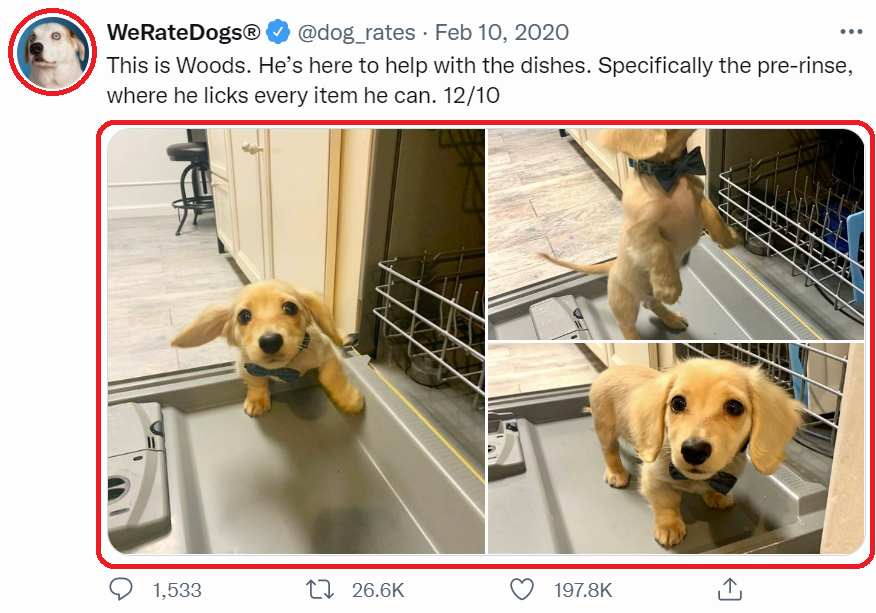 WeRateDogs® @dog_rates · Feb 10, 2020
This is Woods. He’s here to help with the dishes. Specifically the pre-rinse,
where he licks every item he can. 12/10
1,533 26.6K 197.8K